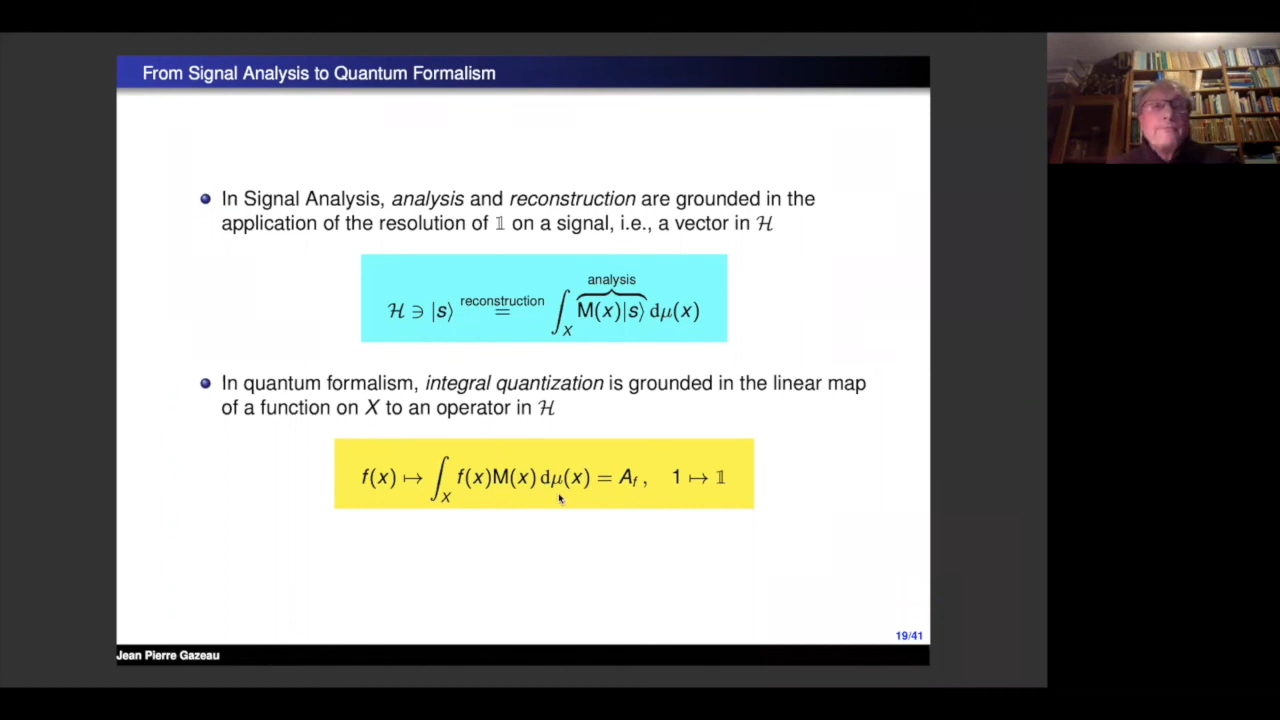 From Signal Analysis to Quantum Formalism
In Signal Analysis, analysis and reconstruction are grounded in the
application of the resolution of 𝟙 on a signal, i.e., a vector in ℋ
ℋ ∋ |s⟩ reconstruction = ∫_X analysis M(x)|s⟩ dμ(x)
In quantum formalism, integral quantization is grounded in the linear map
of a function on X to an operator in ℋ
f(x) ↦ ∫_X f(x)M(x) dμ(x) = A_f , 1 ↦ 𝟙
19/41
Jean Pierre Gazeau